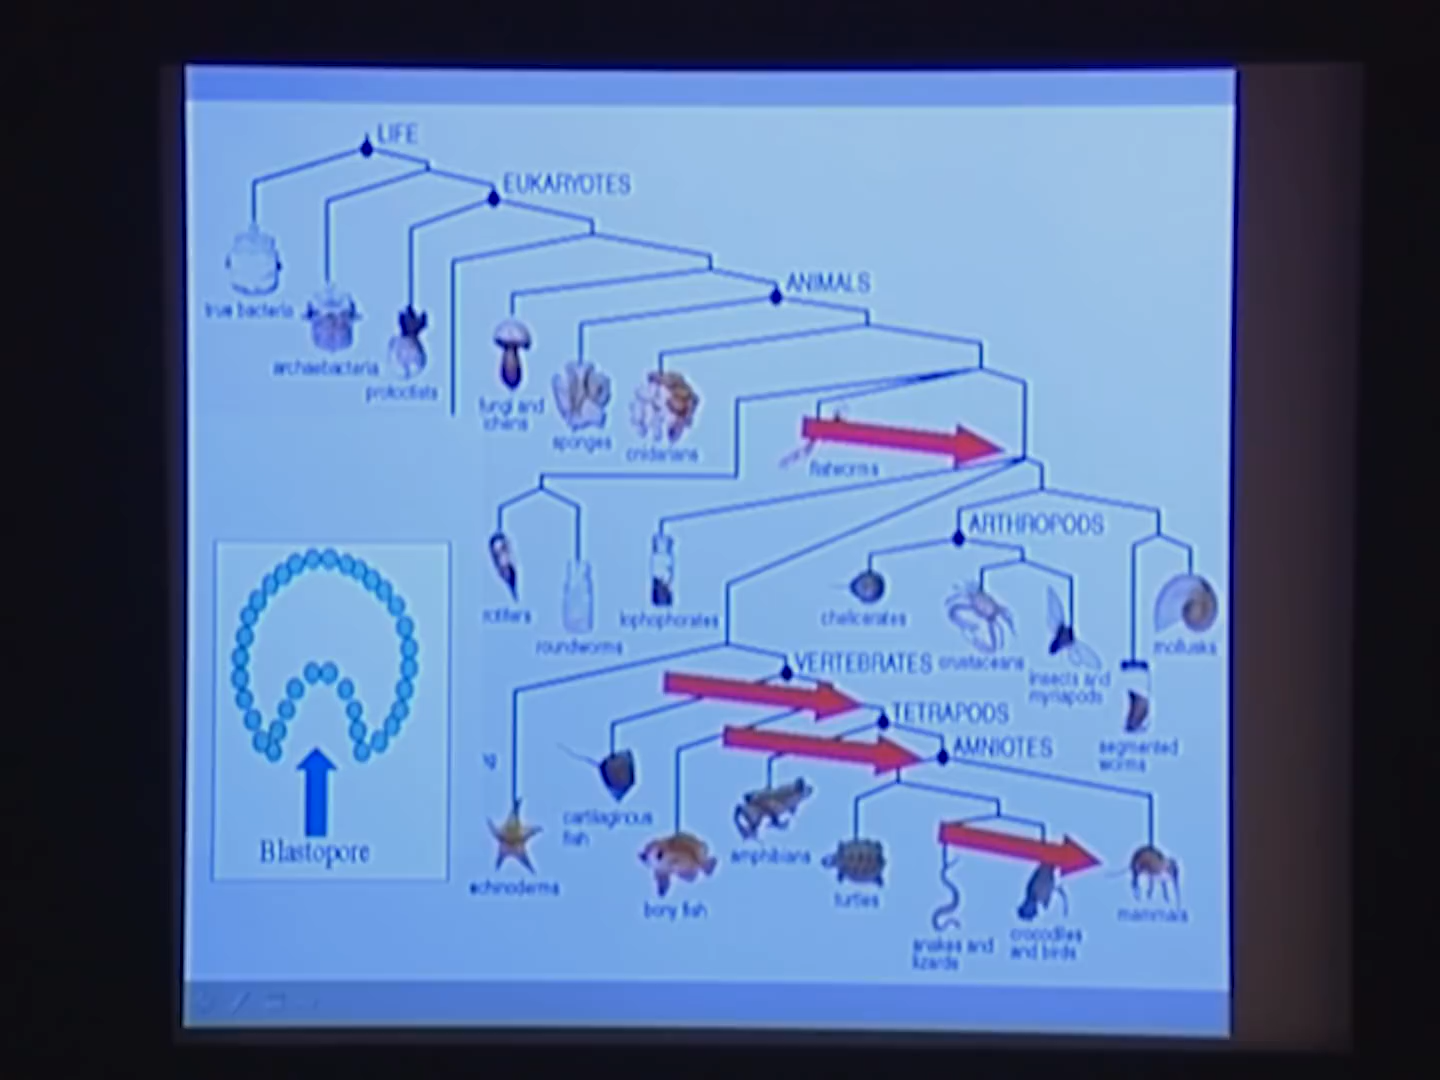 LIFE
EUKARYOTES
ANIMALS
true bacteria
archaebacteria
protoctists
fungi and
lichens
sponges
cnidarians
flatworms
ARTHROPODS
rotifers
roundworms
lophophorates
chelicerates
crustaceans
insects and
myriapods
mollusks
segmented
worms
VERTEBRATES
TETRAPODS
AMNIOTES
ng
echinoderms
cartilaginous
fish
bony fish
amphibians
turtles
snakes and
lizards
crocodiles
and birds
mammals
Blastopore